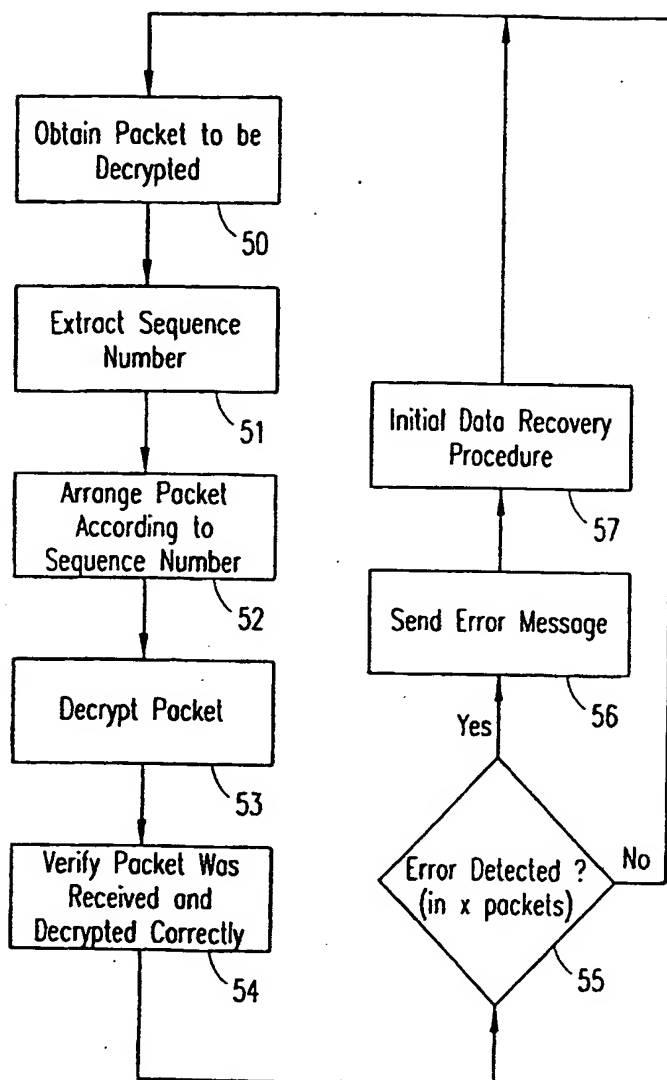 Obtain Packet to be
Decrypted
50
Extract Sequence
Number
51
Arrange Packet
According to
Sequence Number
52
Decrypt Packet
53
Verify Packet Was
Received and
Decrypted Correctly
54
Initial Data Recovery
Procedure
57
Send Error Message
56
Yes
Error Detected ?
(in x packets)
No
55